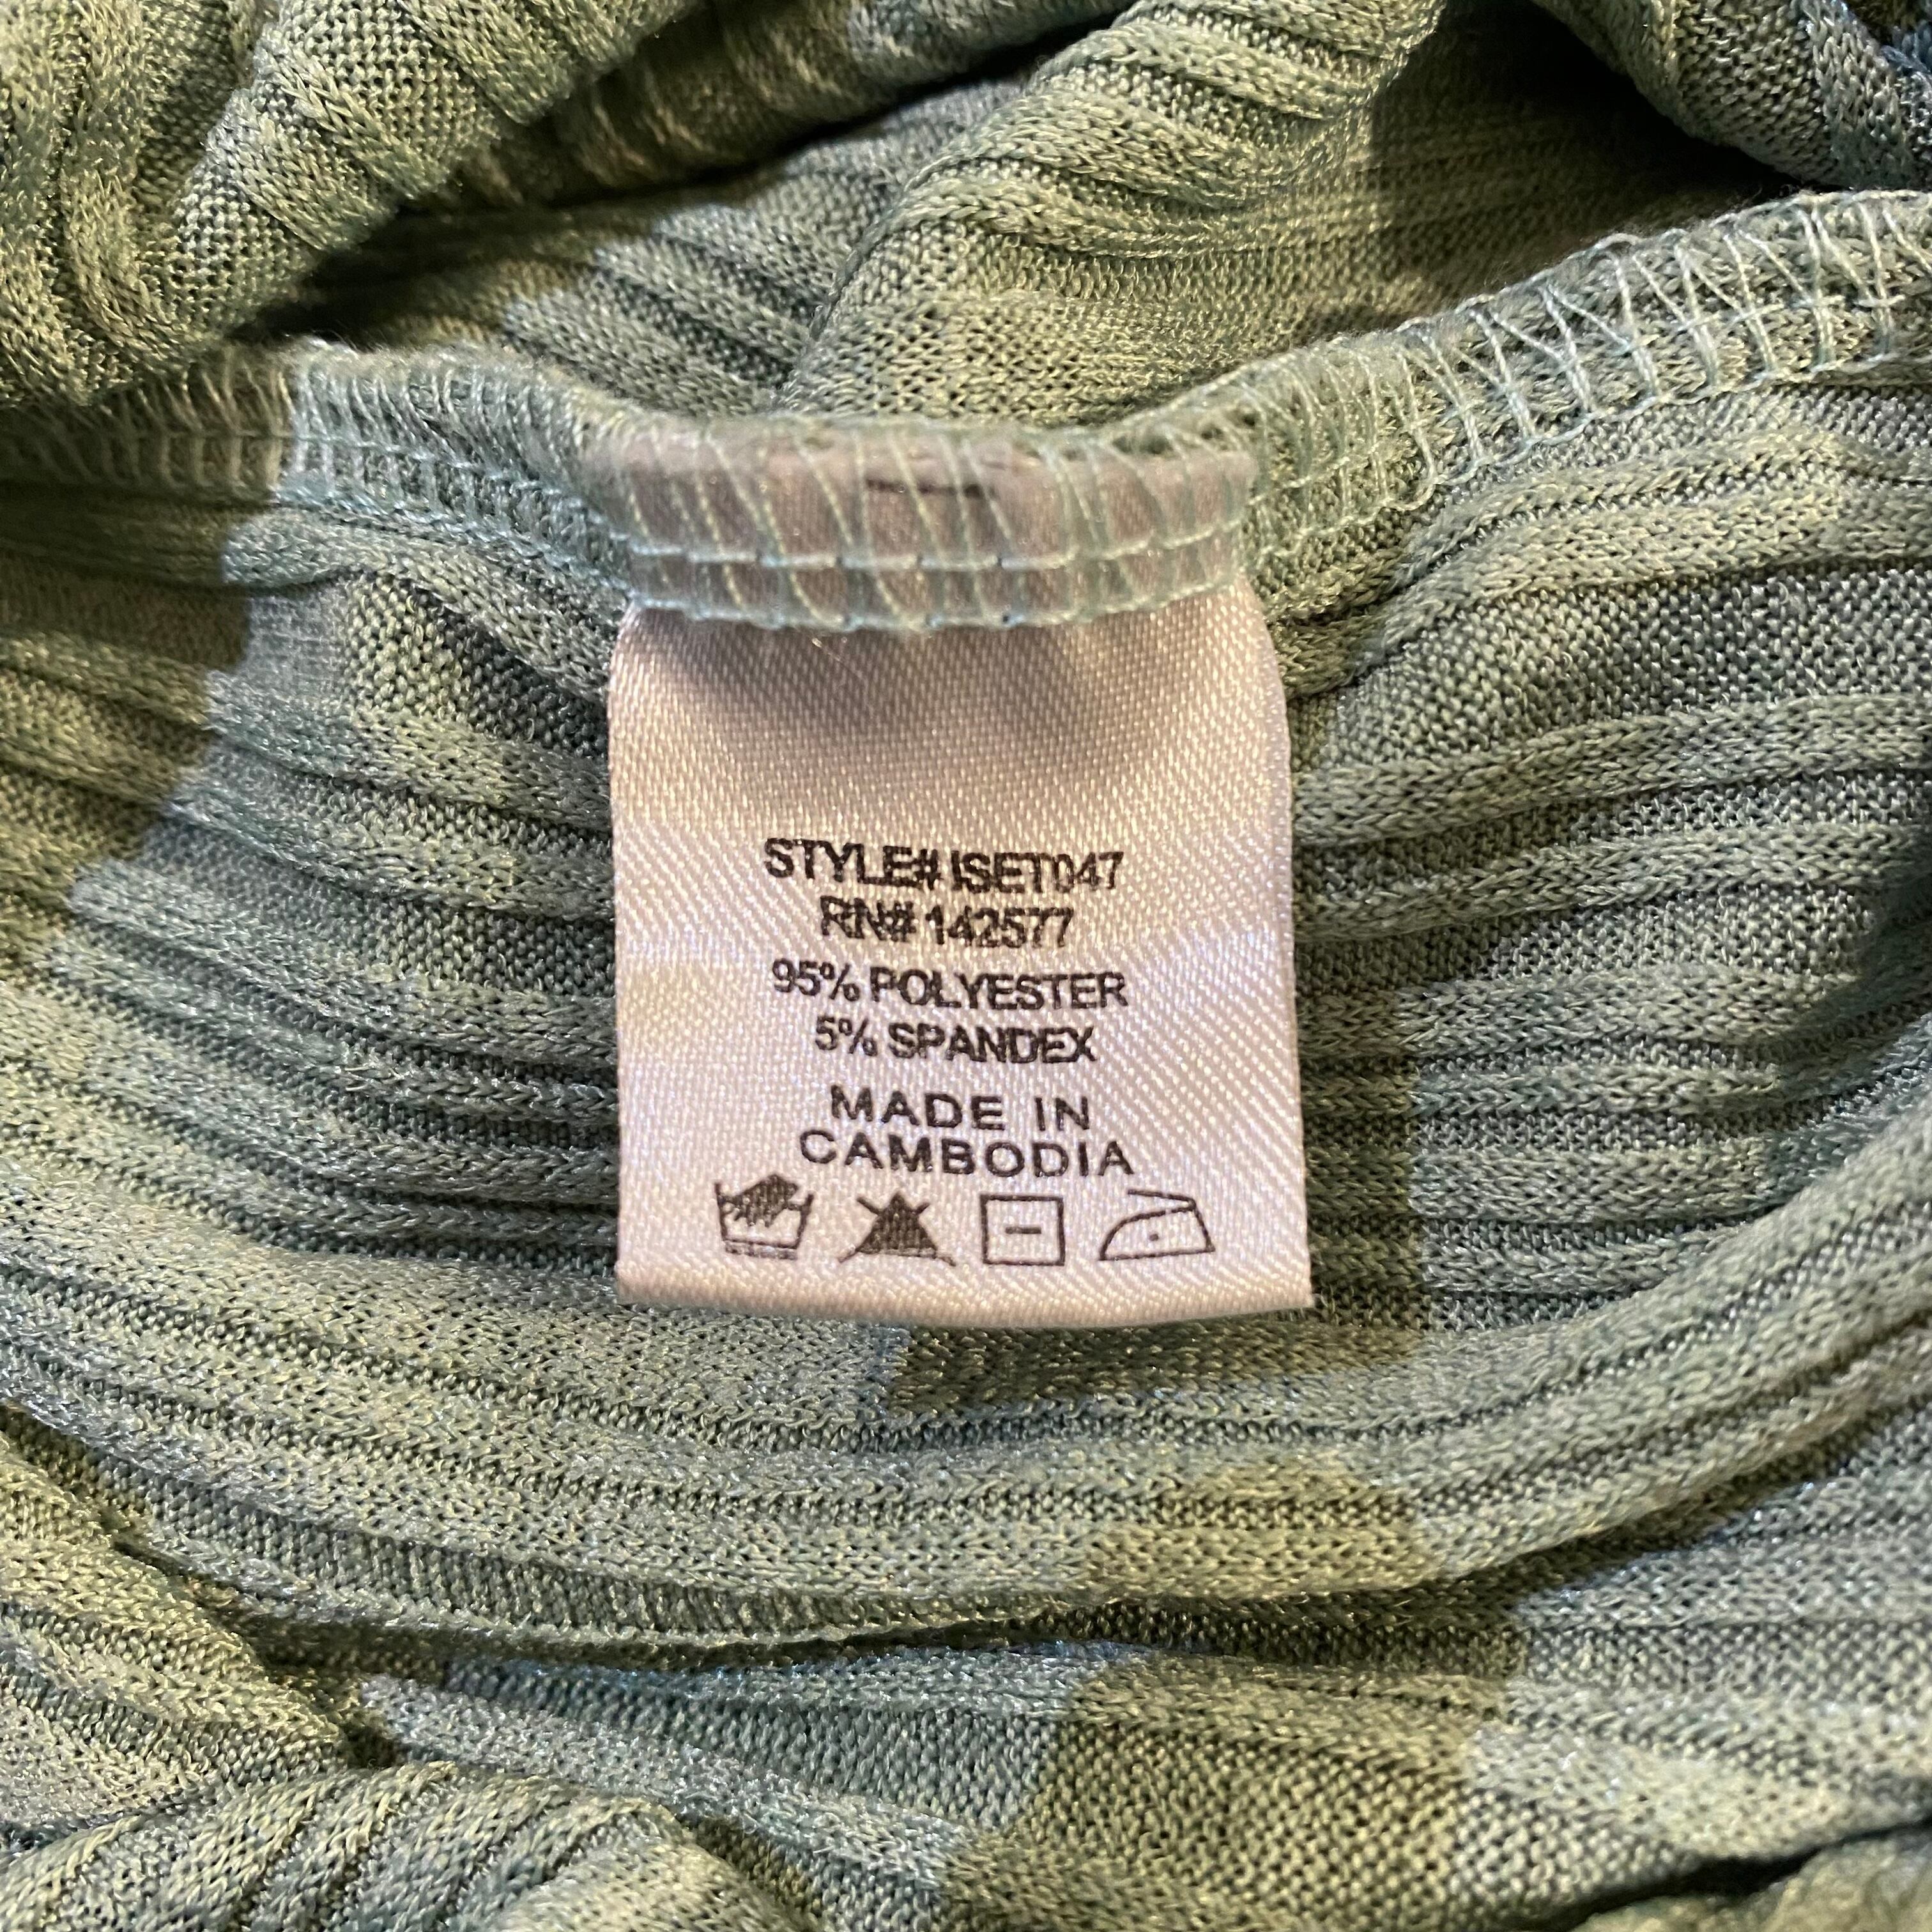 STYLE# ISET047
RN# 142577
95% POLYESTER
5% SPANDEX
MADE IN
CAMBODIA